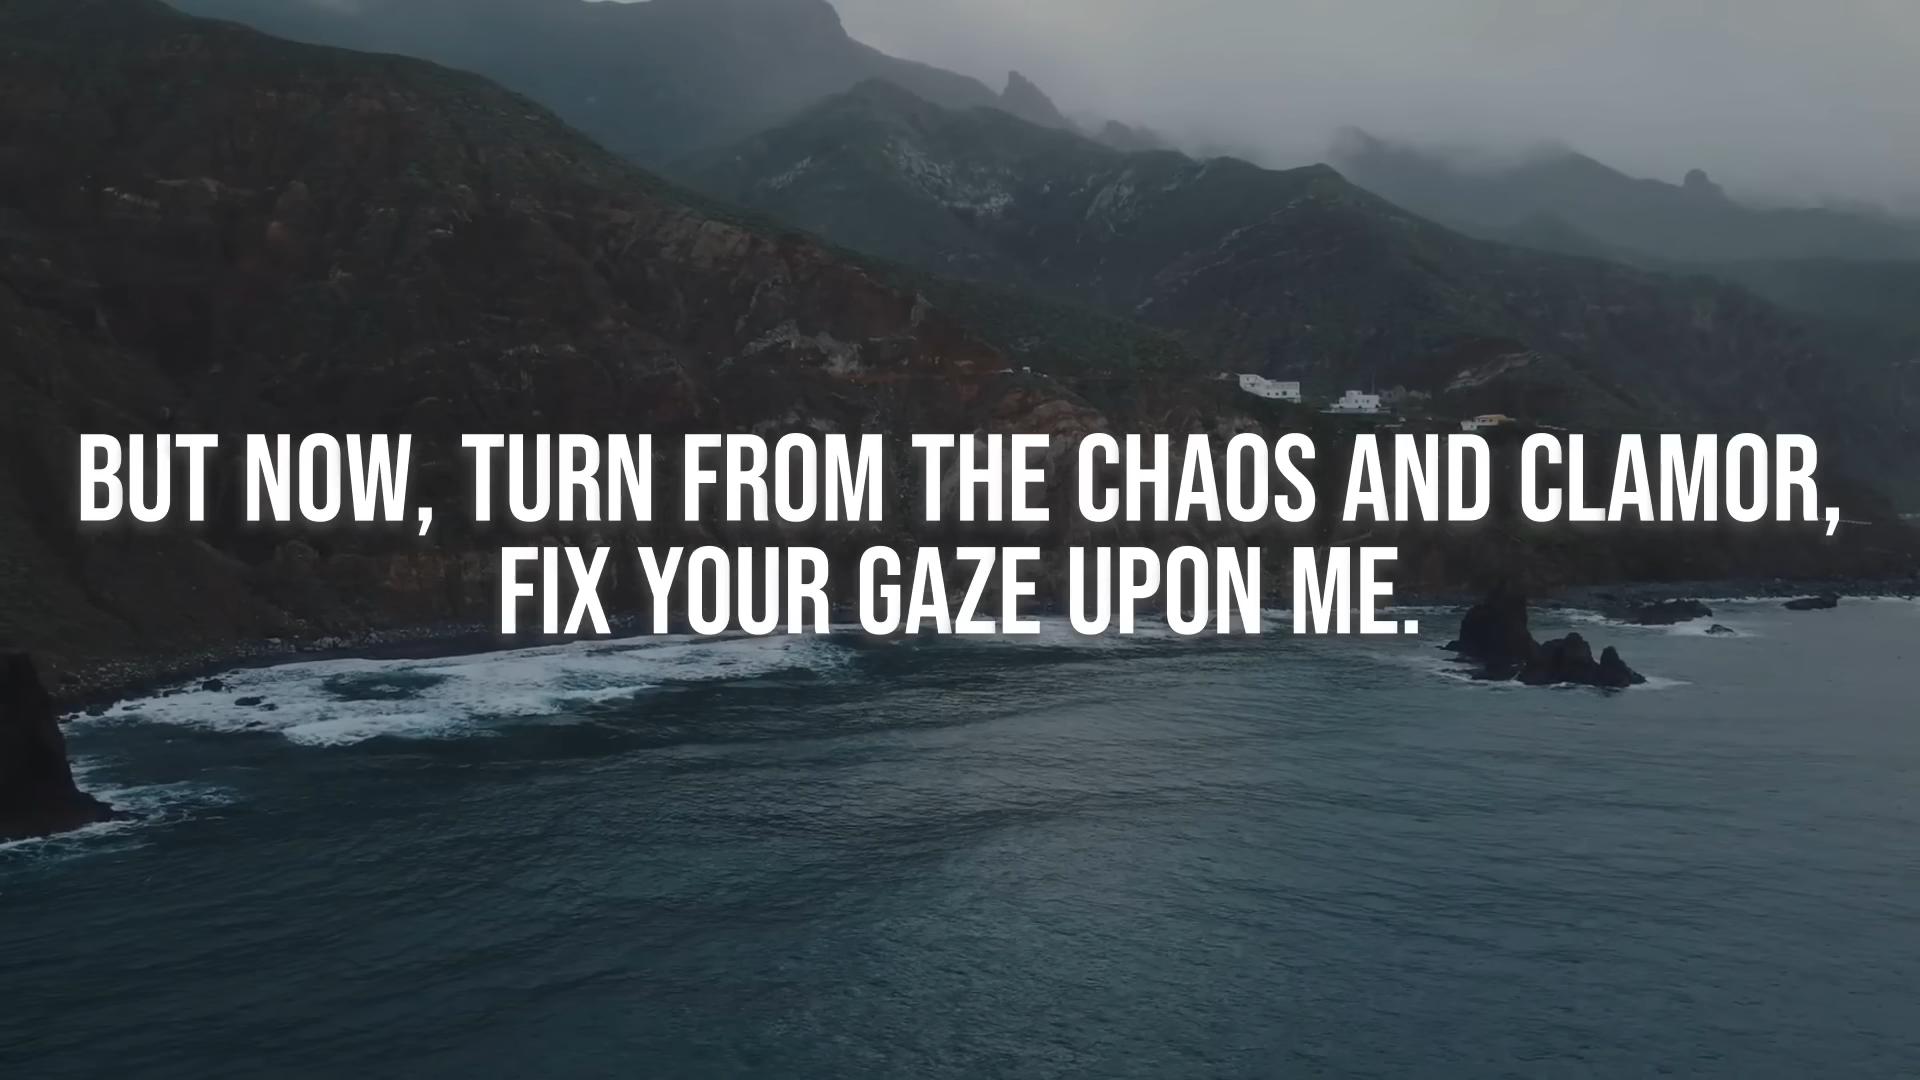 BUT NOW, TURN FROM THE CHAOS AND CLAMOR,
FIX YOUR GAZE UPON ME.